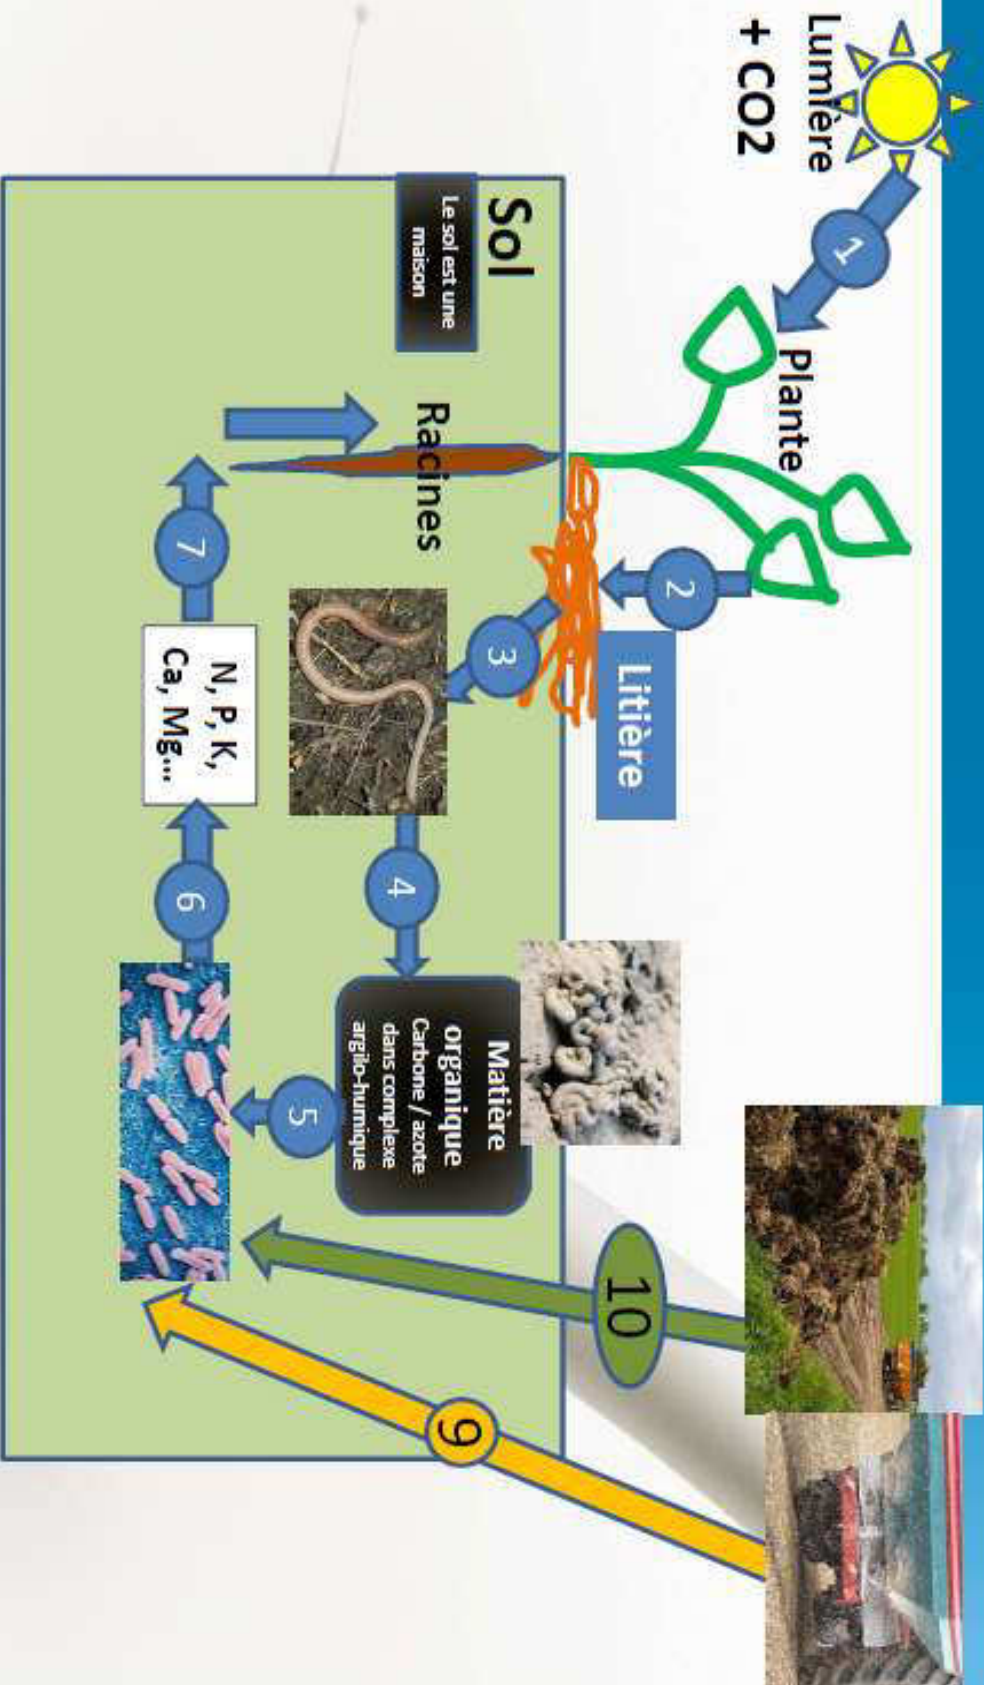 Lumière
+ CO2
1
Plante
2
Litière
Sol
Le sol est une
maison
Racines
3
4
Matière
organique
Carbone / azote
dans complexe
argilo-humique
5
6
N, P, K,
Ca, Mg...
7
10
9